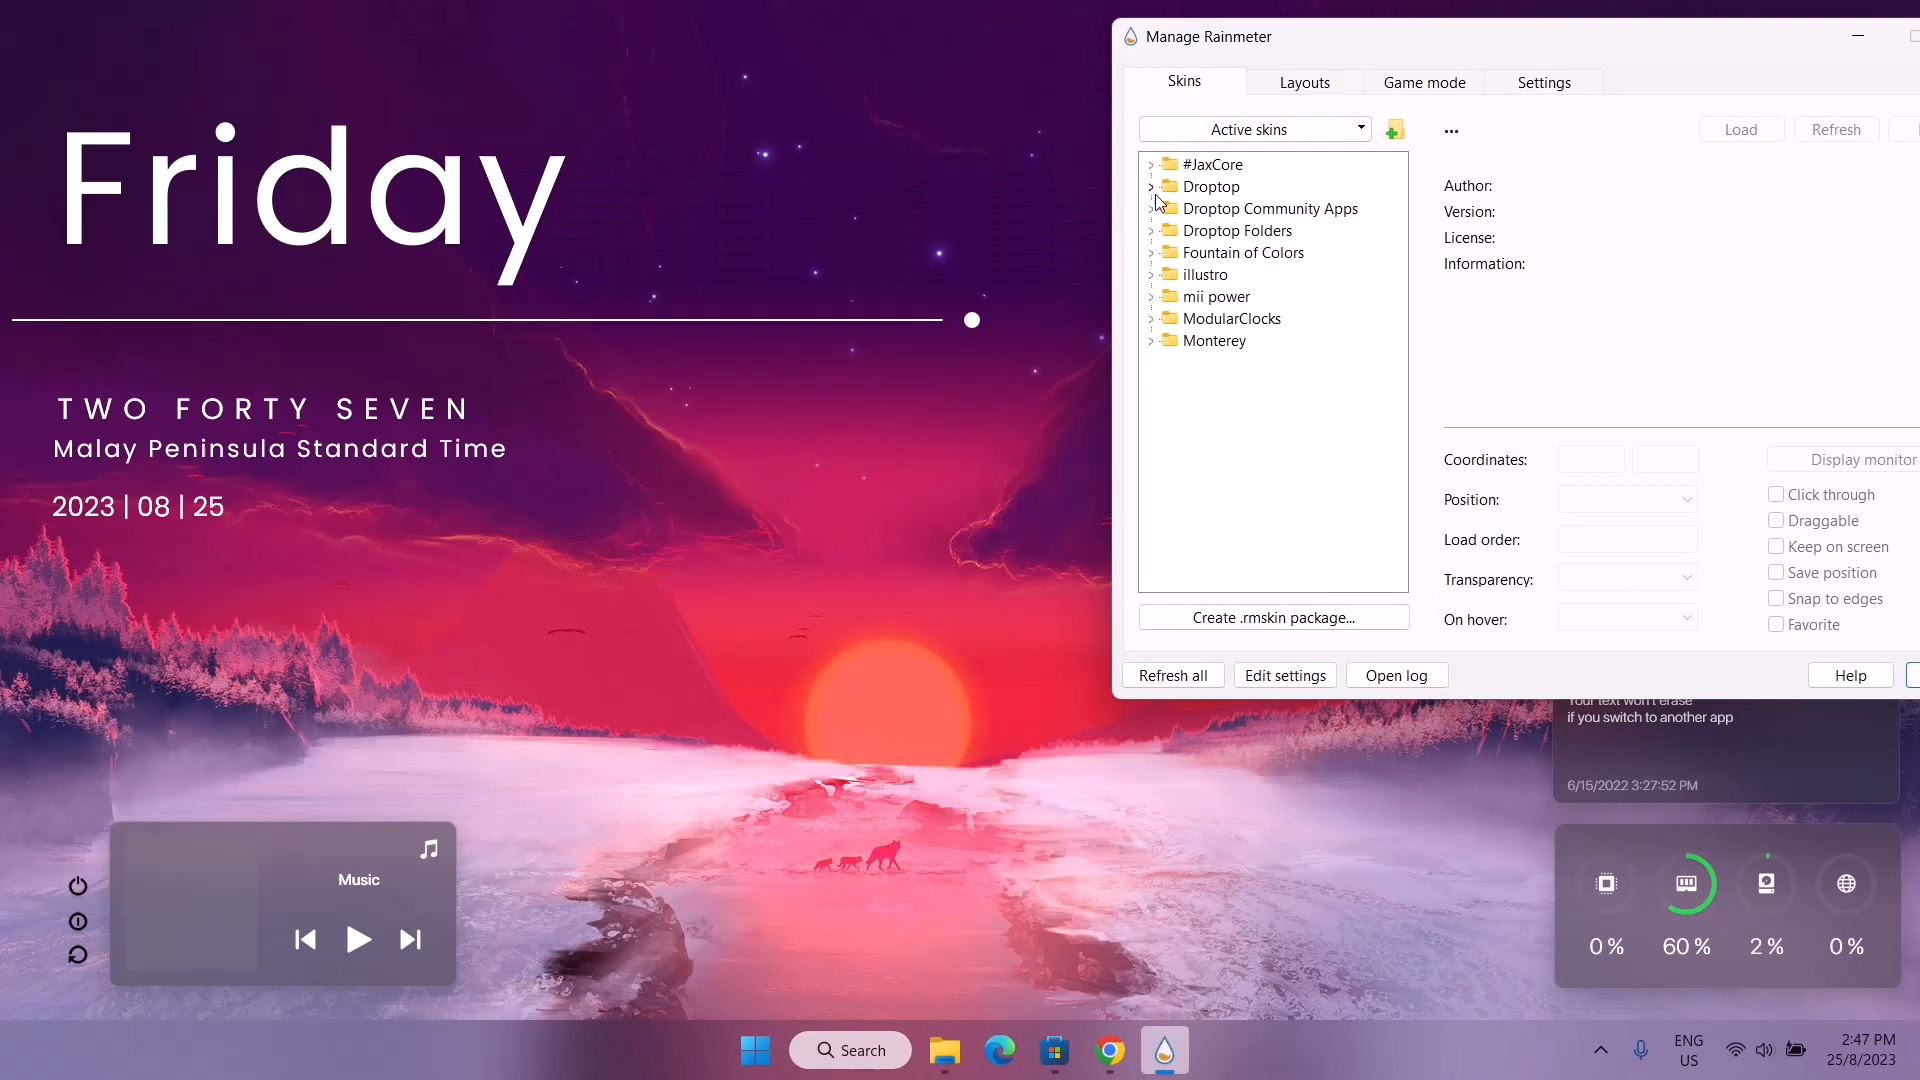 Friday
TWO FORTY SEVEN
Malay Peninsula Standard Time
2023 | 08 | 25
Music
Manage Rainmeter
Skins
Layouts
Game mode
Settings
Active skins
...
Load
Refresh
#JaxCore
Droptop
Droptop Community Apps
Droptop Folders
Fountain of Colors
illustro
mii power
ModularClocks
Monterey
Author:
Version:
License:
Information:
Coordinates:
Display monitor
Position:
Click through
Draggable
Load order:
Keep on screen
Transparency:
Save position
Snap to edges
On hover:
Favorite
Create .rmskin package...
Refresh all
Edit settings
Open log
Help
Your text won't erase
if you switch to another app
6/15/2022 3:27:52 PM
0 %
60 %
2 %
0 %
Search
ENG
US
2:47 PM
25/8/2023